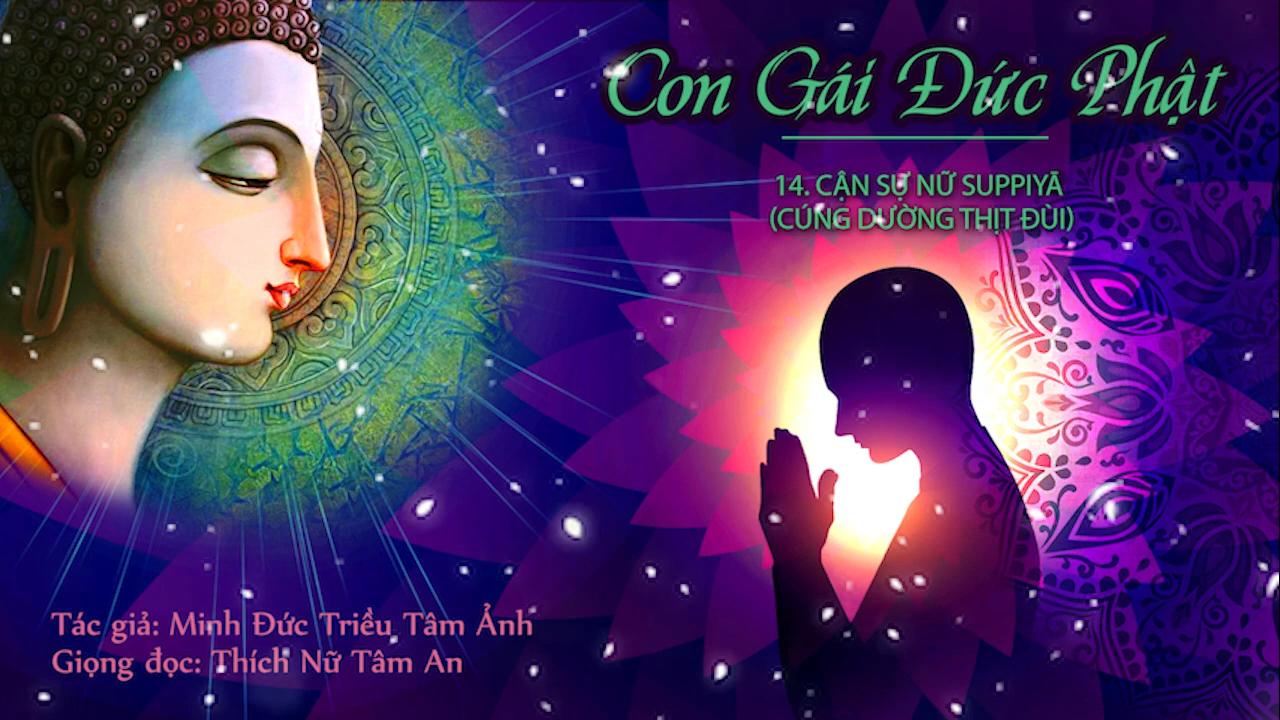 Con Gái Đức Phật
14. CẬN SỰ NỮ SUPPIYĀ
(CÚNG DƯỜNG THỊT ĐÙI)
Tác giả: Minh Đức Triều Tâm Ảnh
Giọng đọc: Thích Nữ Tâm An